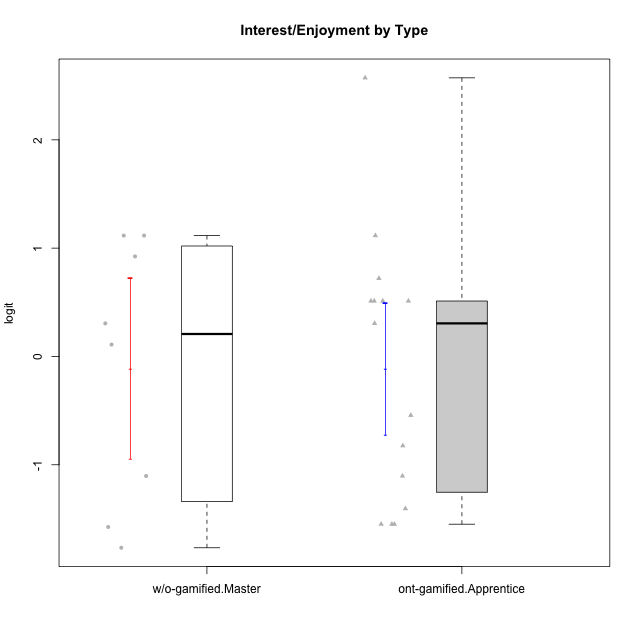 Interest/Enjoyment by Type
logit
2
1
0
-1
w/o-gamified.Master
ont-gamified.Apprentice